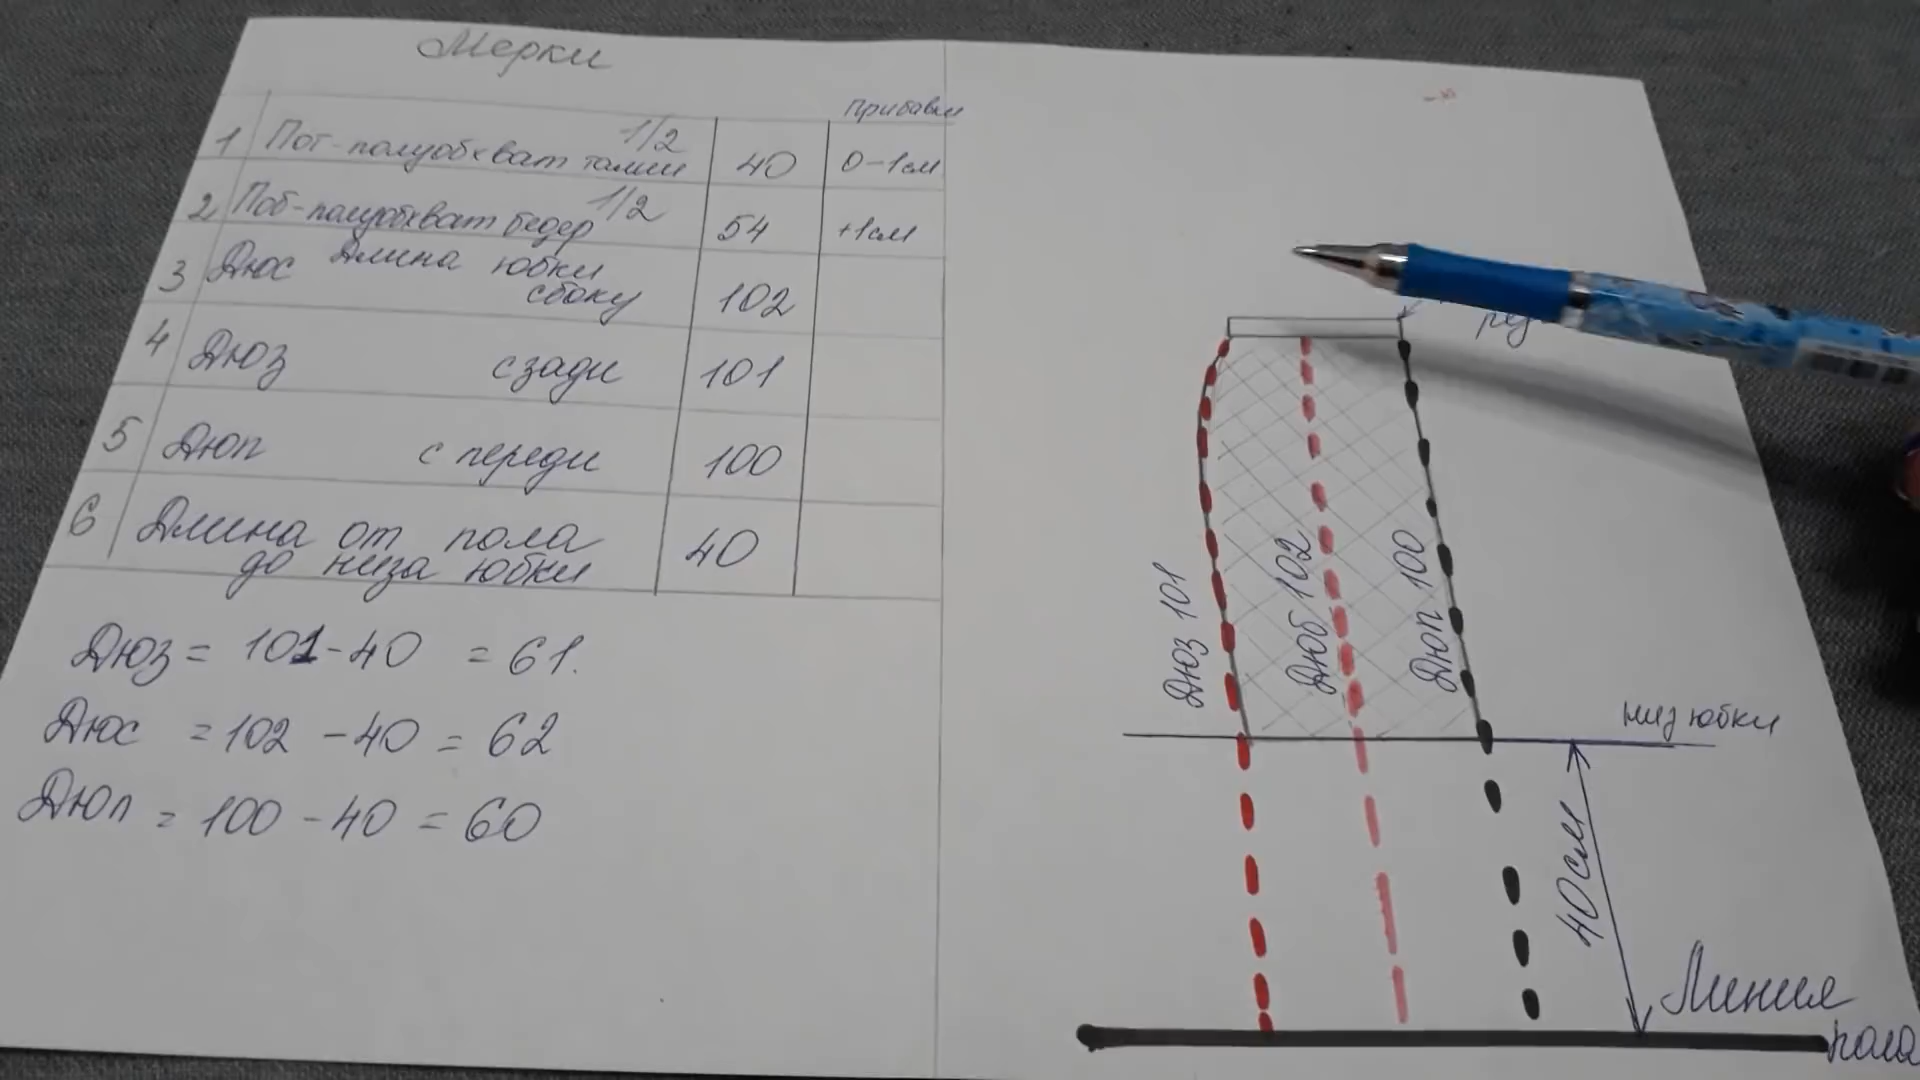 Мерки
Прибавки
1 Пот-полуобхват талии 1/2 40 0-1см
2 Поб-полуобхват бедер 1/2 54 +1см
3 Дюс Длина юбки
сбоку 102
4 Дюз сзади 101
5 Дюп с переди 100
6 Длина от пола
до низа юбки 40
Дюз = 101-40 = 61.
Дюс = 102 - 40 = 62
Дюп = 100 - 40 = 60
Дюз 101
Дюб 102
Дюп 100
низ юбки
40см
Линия
пола